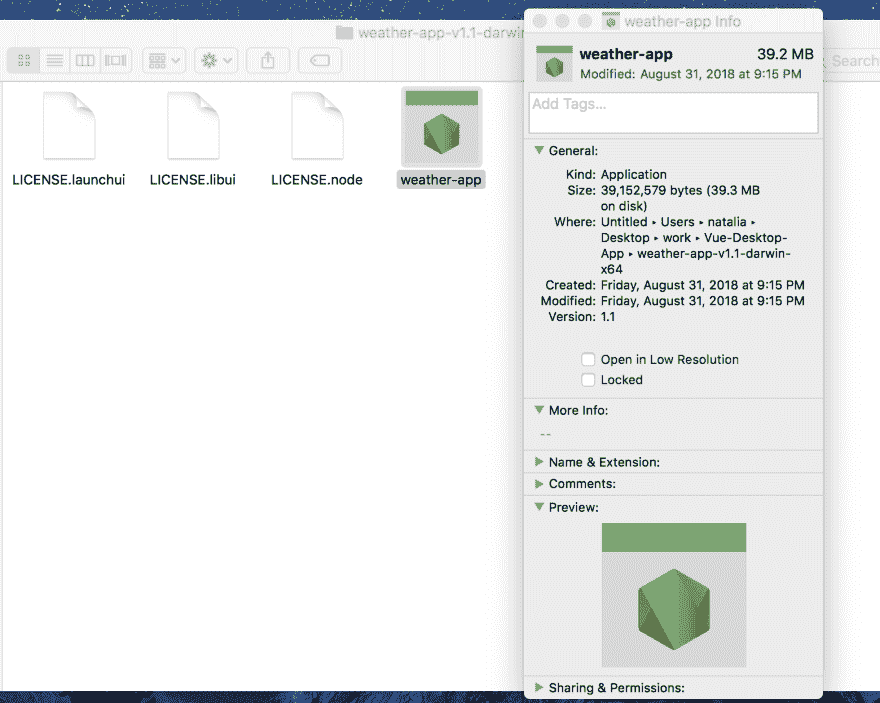 weather-app-v1.1-darwin
weather-app Info
Search
weather-app 39.2 MB
Modified: August 31, 2018 at 9:15 PM
Add Tags...
General:
Kind: Application
Size: 39,152,579 bytes (39.3 MB
on disk)
Where: Untitled ▸ Users ▸ natalia ▸
Desktop ▸ work ▸ Vue-Desktop-
App ▸ weather-app-v1.1-darwin-
x64
Created: Friday, August 31, 2018 at 9:15 PM
Modified: Friday, August 31, 2018 at 9:15 PM
Version: 1.1
Open in Low Resolution
Locked
More Info:
--
Name & Extension:
Comments:
Preview:
Sharing & Permissions:
LICENSE.launchui
LICENSE.libui
LICENSE.node
weather-app